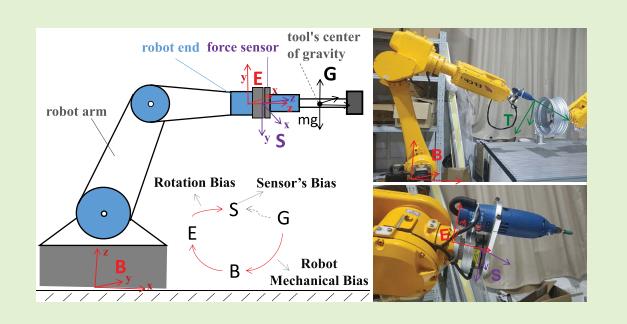 robot end force sensor
tool's center
of gravity
G
y
E
x
z
z
robot arm
mg
y
x
S
Rotation Bias
Sensor's Bias
S
G
E
B
Robot
Mechanical Bias
z
B
y
x
T
B
E
S